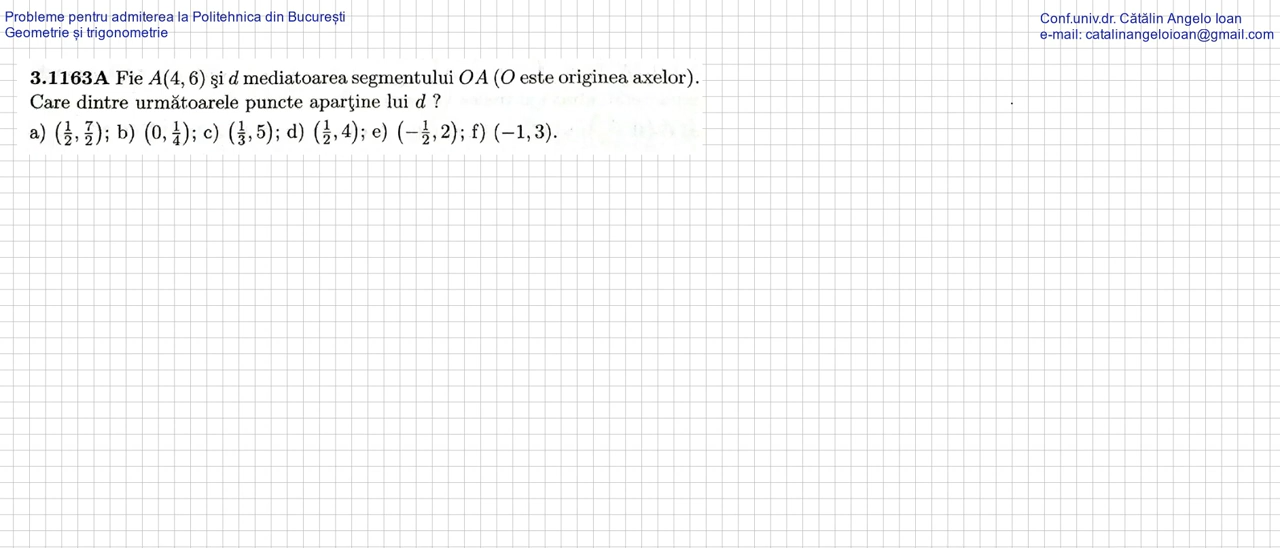 Probleme pentru admiterea la Politehnica din București
Geometrie și trigonometrie
Conf.univ.dr. Cătălin Angelo Ioan
e-mail: catalinangeloioan@gmail.com
3.1163A Fie A(4, 6) şi d mediatoarea segmentului OA (O este originea axelor).
Care dintre următoarele puncte aparţine lui d ?
a) (1/2, 7/2); b) (0, 1/4); c) (1/3, 5); d) (1/2, 4); e) (−1/2, 2); f) (−1, 3).